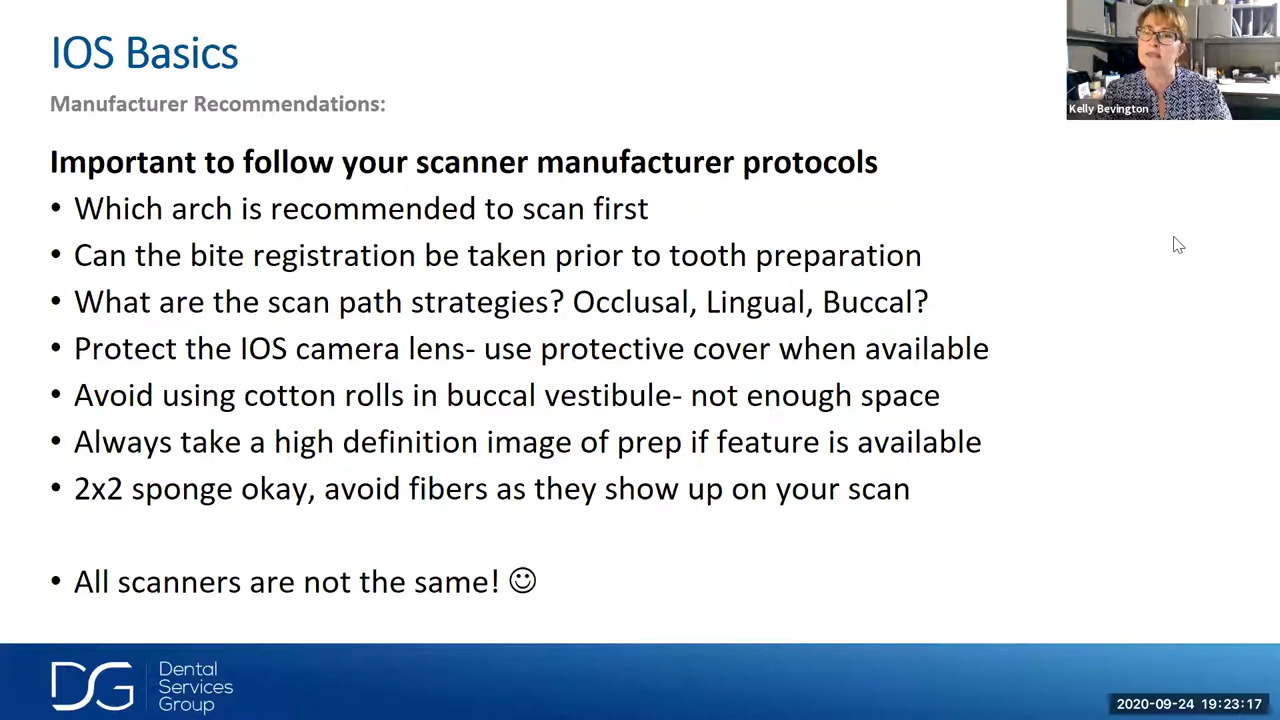 IOS Basics
Manufacturer Recommendations:
Kelly Bevington
Important to follow your scanner manufacturer protocols
• Which arch is recommended to scan first
• Can the bite registration be taken prior to tooth preparation
• What are the scan path strategies? Occlusal, Lingual, Buccal?
• Protect the IOS camera lens- use protective cover when available
• Avoid using cotton rolls in buccal vestibule- not enough space
• Always take a high definition image of prep if feature is available
• 2x2 sponge okay, avoid fibers as they show up on your scan
• All scanners are not the same! ☺
DSG
Dental
Services
Group
2020-09-24 19:23:17